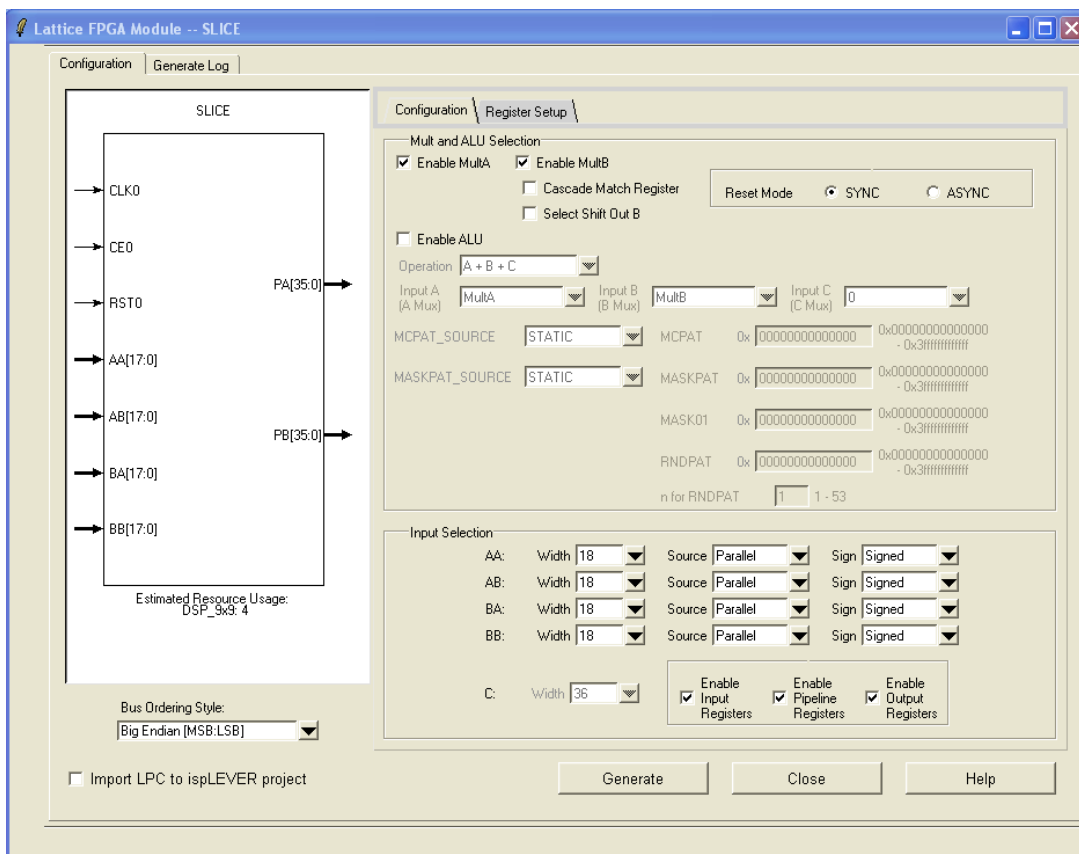 Lattice FPGA Module -- SLICE
Configuration Generate Log
SLICE
CLK0
CE0
RST0
AA[17:0]
AB[17:0]
BA[17:0]
BB[17:0]
PA[35:0]
PB[35:0]
Estimated Resource Usage:
DSP_9x9: 4
Bus Ordering Style:
Big Endian [MSB:LSB]
Import LPC to ispLEVER project
Configuration Register Setup
Mult and ALU Selection
Enable MultA Enable MultB
Cascade Match Register
Select Shift Out B
Reset Mode SYNC ASYNC
Enable ALU
Operation A + B + C
Input A (A Mux) MultA Input B (B Mux) MultB Input C (C Mux) 0
MCPAT_SOURCE STATIC MCPAT 0x 00000000000000 0x00000000000000
- 0x3fffffffffffff
MASKPAT_SOURCE STATIC MASKPAT 0x 00000000000000 0x00000000000000
- 0x3fffffffffffff
MASK01 0x 00000000000000 0x00000000000000
- 0x3fffffffffffff
RNDPAT 0x 00000000000000 0x00000000000000
- 0x3fffffffffffff
n for RNDPAT 1 1 - 53
Input Selection
AA: Width 18 Source Parallel Sign Signed
AB: Width 18 Source Parallel Sign Signed
BA: Width 18 Source Parallel Sign Signed
BB: Width 18 Source Parallel Sign Signed
C: Width 36
Enable Input Registers
Enable Pipeline Registers
Enable Output Registers
Generate Close Help